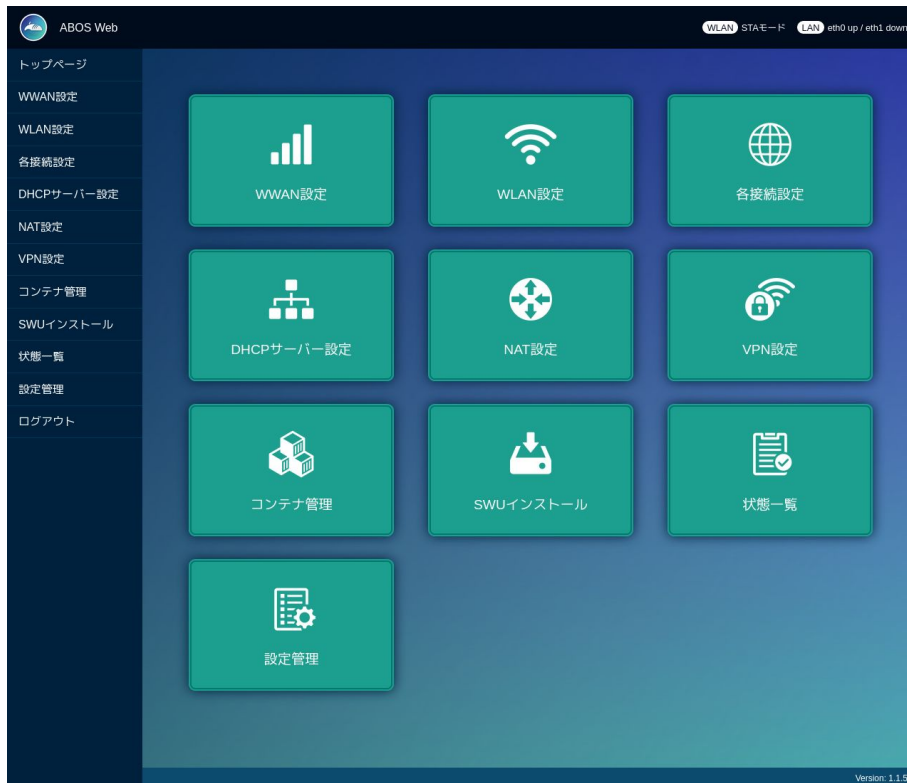 ABOS Web
WLAN STAモード LAN eth0 up / eth1 down
トップページ
WWAN設定
WLAN設定
各接続設定
DHCPサーバー設定
NAT設定
VPN設定
コンテナ管理
SWUインストール
状態一覧
設定管理
ログアウト
WWAN設定
WLAN設定
各接続設定
DHCPサーバー設定
NAT設定
VPN設定
コンテナ管理
SWUインストール
状態一覧
設定管理
Version: 1.1.5